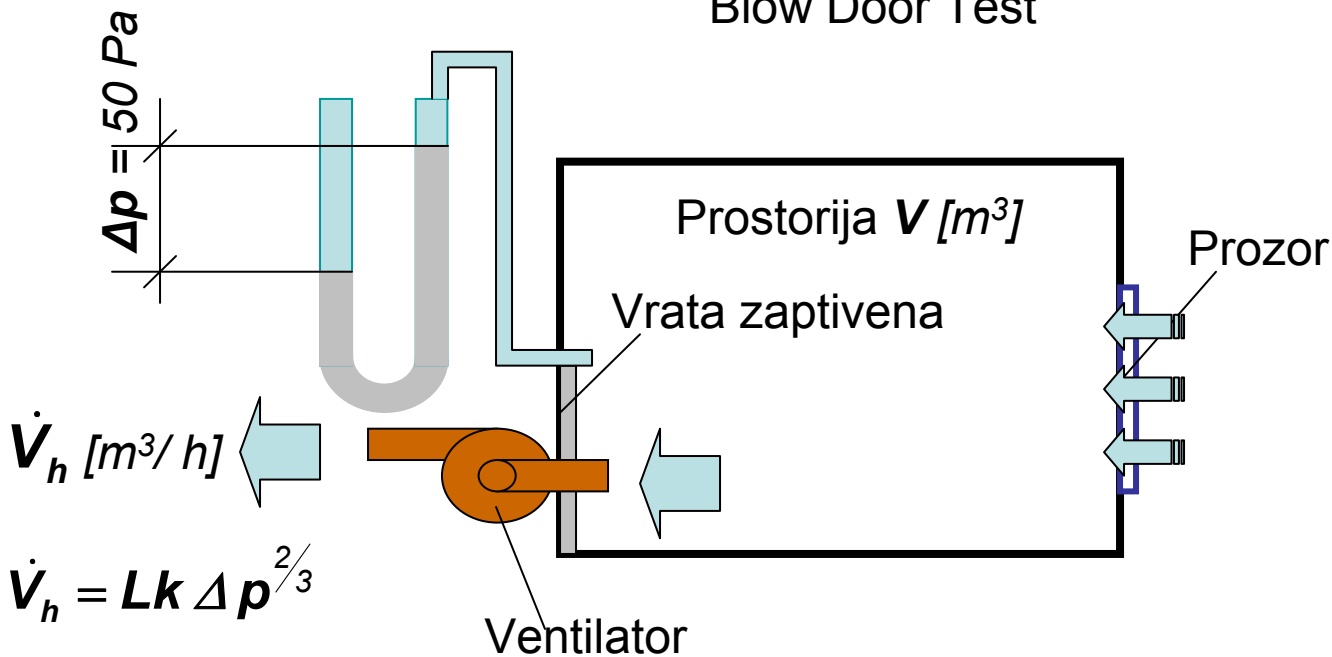 Blow Door Test
Δp = 50 Pa
Prostorija V [m³]
Prozor
Vrata zaptivena
V̇ₕ [m³/ h]
V̇ₕ = Lk Δ p^2/3
Ventilator